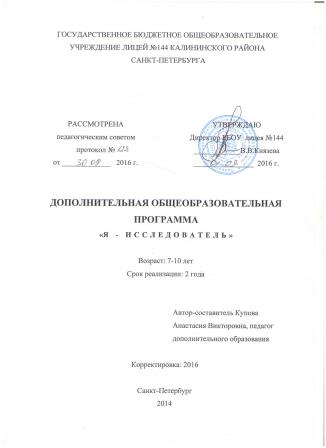 ГОСУДАРСТВЕННОЕ БЮДЖЕТНОЕ ОБЩЕОБРАЗОВАТЕЛЬНОЕ
УЧРЕЖДЕНИЕ ЛИЦЕЙ №144 КАЛИНИНСКОГО РАЙОНА
САНКТ-ПЕТЕРБУРГА
РАССМОТРЕНА
педагогическим советом
протокол №
от 30 08 2016 г.
УТВЕРЖДАЮ
Директор ГБОУ лицея №144
В.В.Князева
2016 г.
ДОПОЛНИТЕЛЬНАЯ ОБЩЕОБРАЗОВАТЕЛЬНАЯ
ПРОГРАММА
«Я - ИССЛЕДОВАТЕЛЬ»
Возраст: 7-10 лет
Срок реализации: 2 года
Автор-составитель Купова
Анастасия Викторовна, педагог
дополнительного образования
Корректировка: 2016
Санкт-Петербург
2014